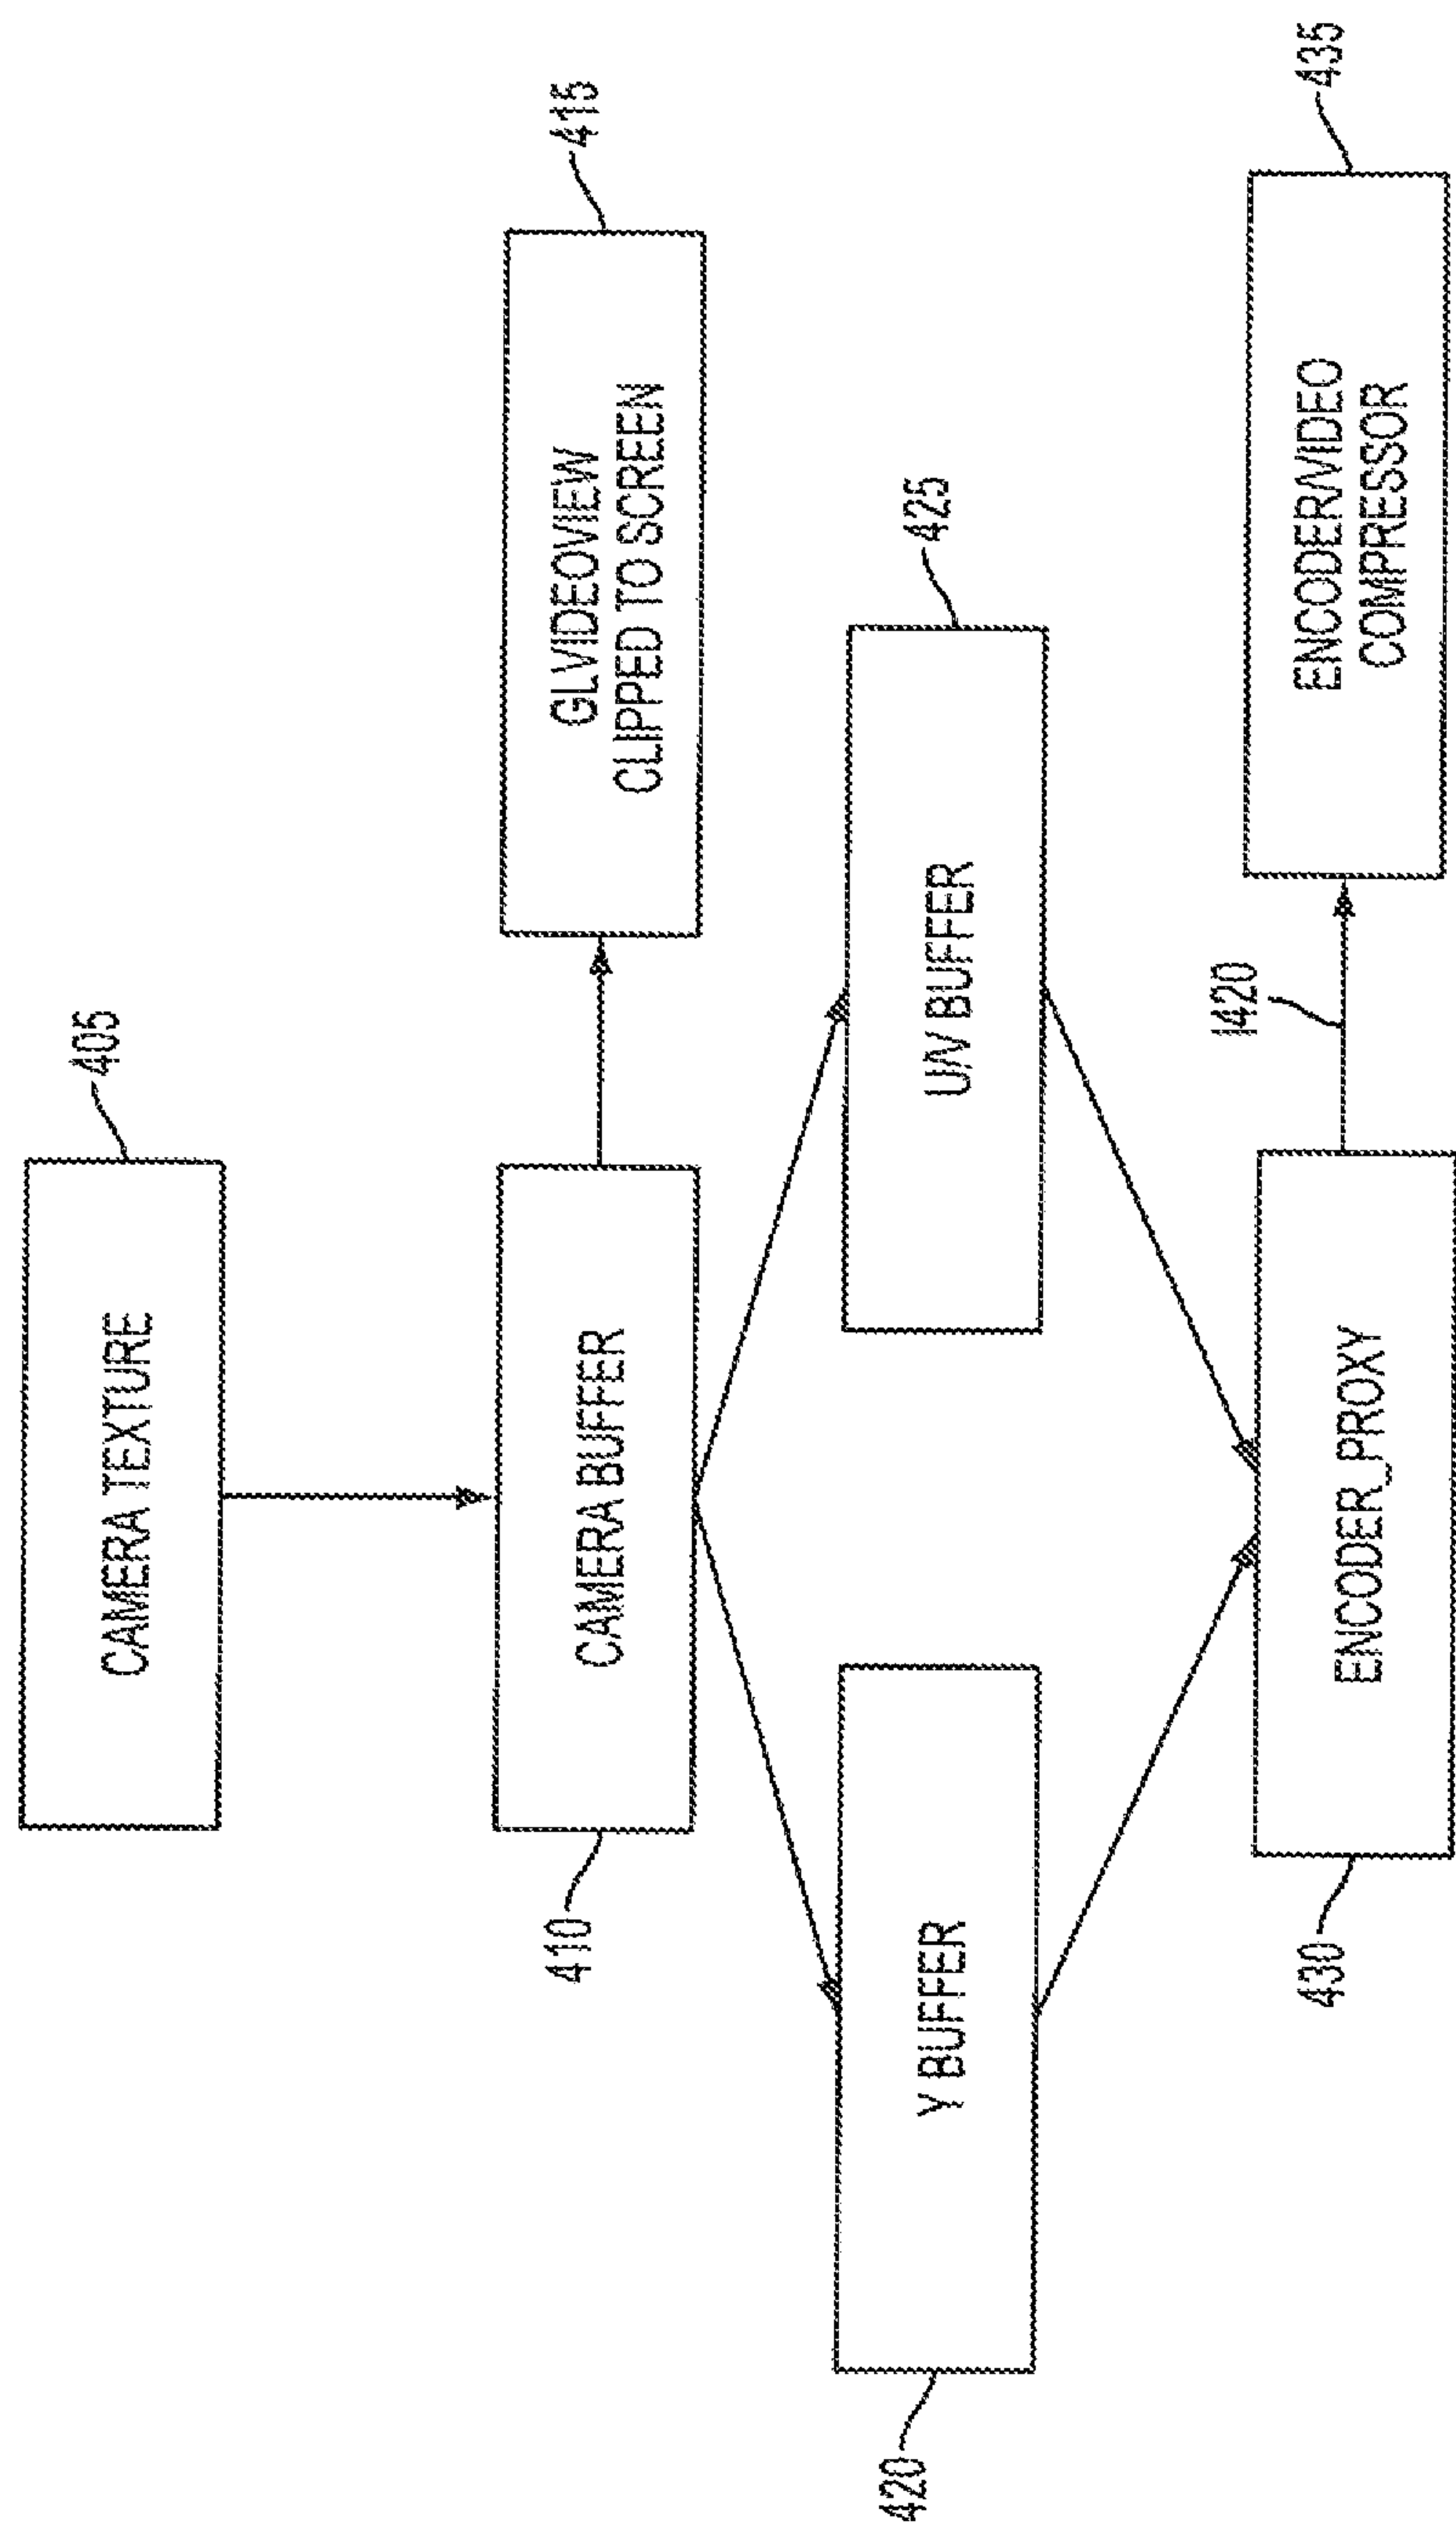 CAMERA TEXTURE
405
CAMERA BUFFER
410
GLVIDEOVIEW
CLIPPED TO SCREEN
415
Y BUFFER
420
U/V BUFFER
425
ENCODER_PROXY
430
I420
ENCODER/VIDEO
COMPRESSOR
435